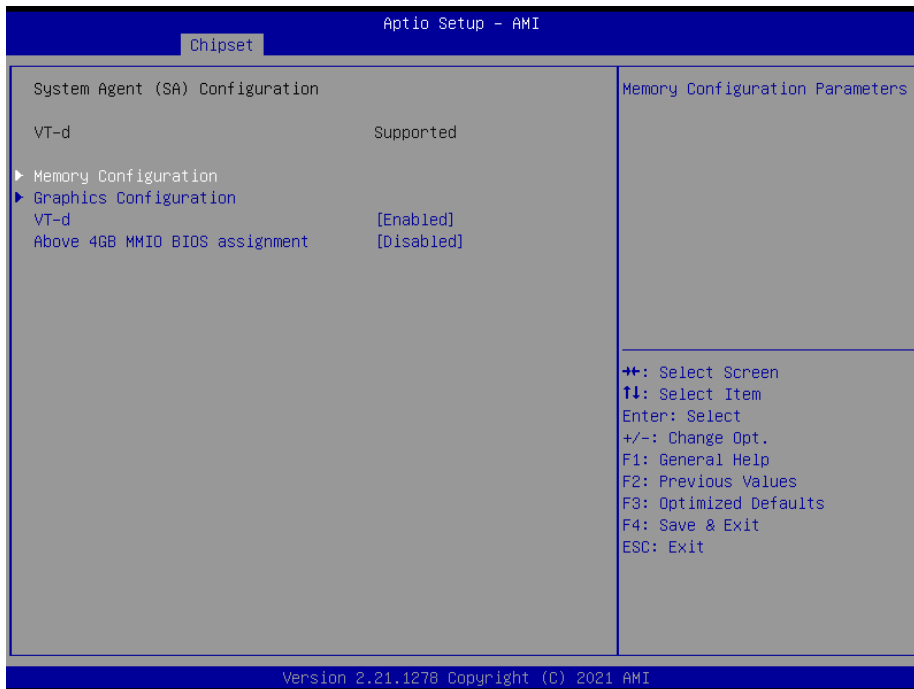 Aptio Setup – AMI
Chipset
System Agent (SA) Configuration
VT-d Supported
► Memory Configuration
► Graphics Configuration
VT-d [Enabled]
Above 4GB MMIO BIOS assignment [Disabled]
Memory Configuration Parameters
→←: Select Screen
↑↓: Select Item
Enter: Select
+/-: Change Opt.
F1: General Help
F2: Previous Values
F3: Optimized Defaults
F4: Save & Exit
ESC: Exit
Version 2.21.1278 Copyright (C) 2021 AMI